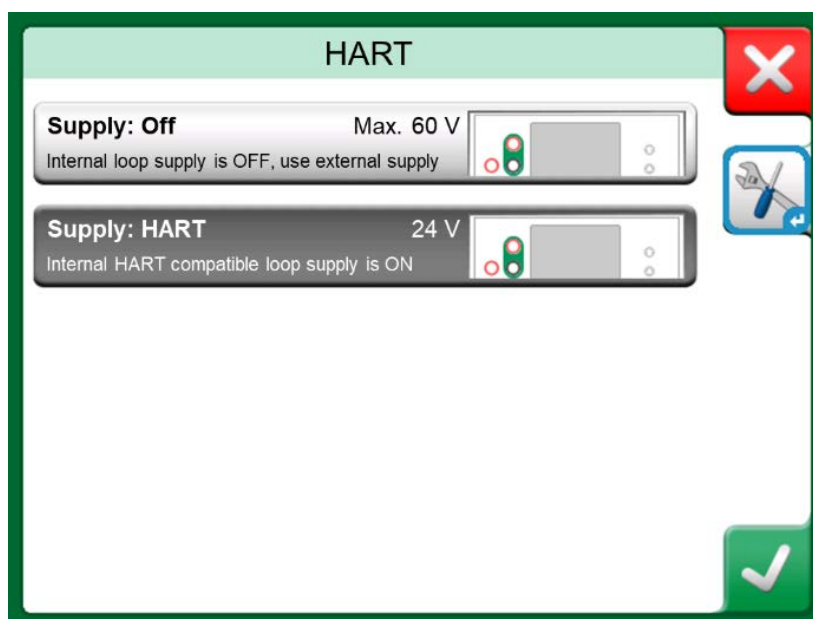 HART
Supply: Off Max. 60 V
Internal loop supply is OFF, use external supply
Supply: HART 24 V
Internal HART compatible loop supply is ON